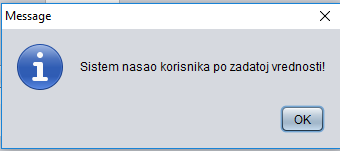 Message
Sistem nasao korisnika po zadatoj vrednosti!
OK